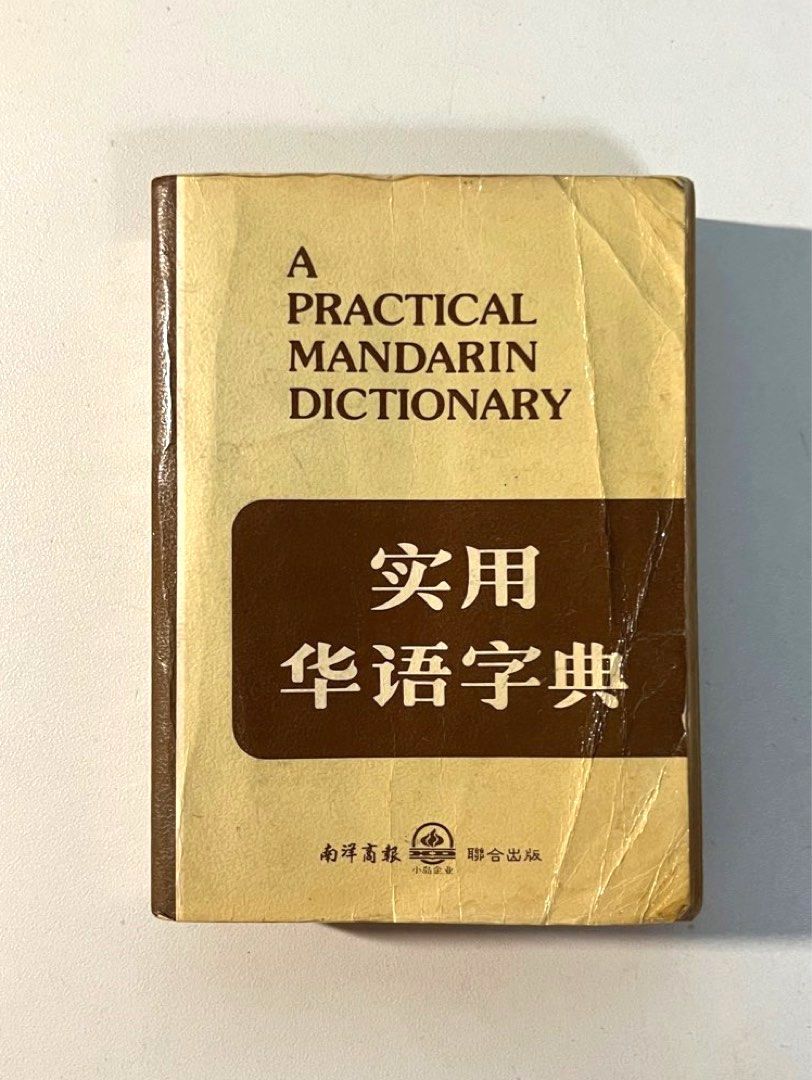 A
PRACTICAL
MANDARIN
DICTIONARY
实用
华语字典
南洋商報 聯合出版
小岛企业